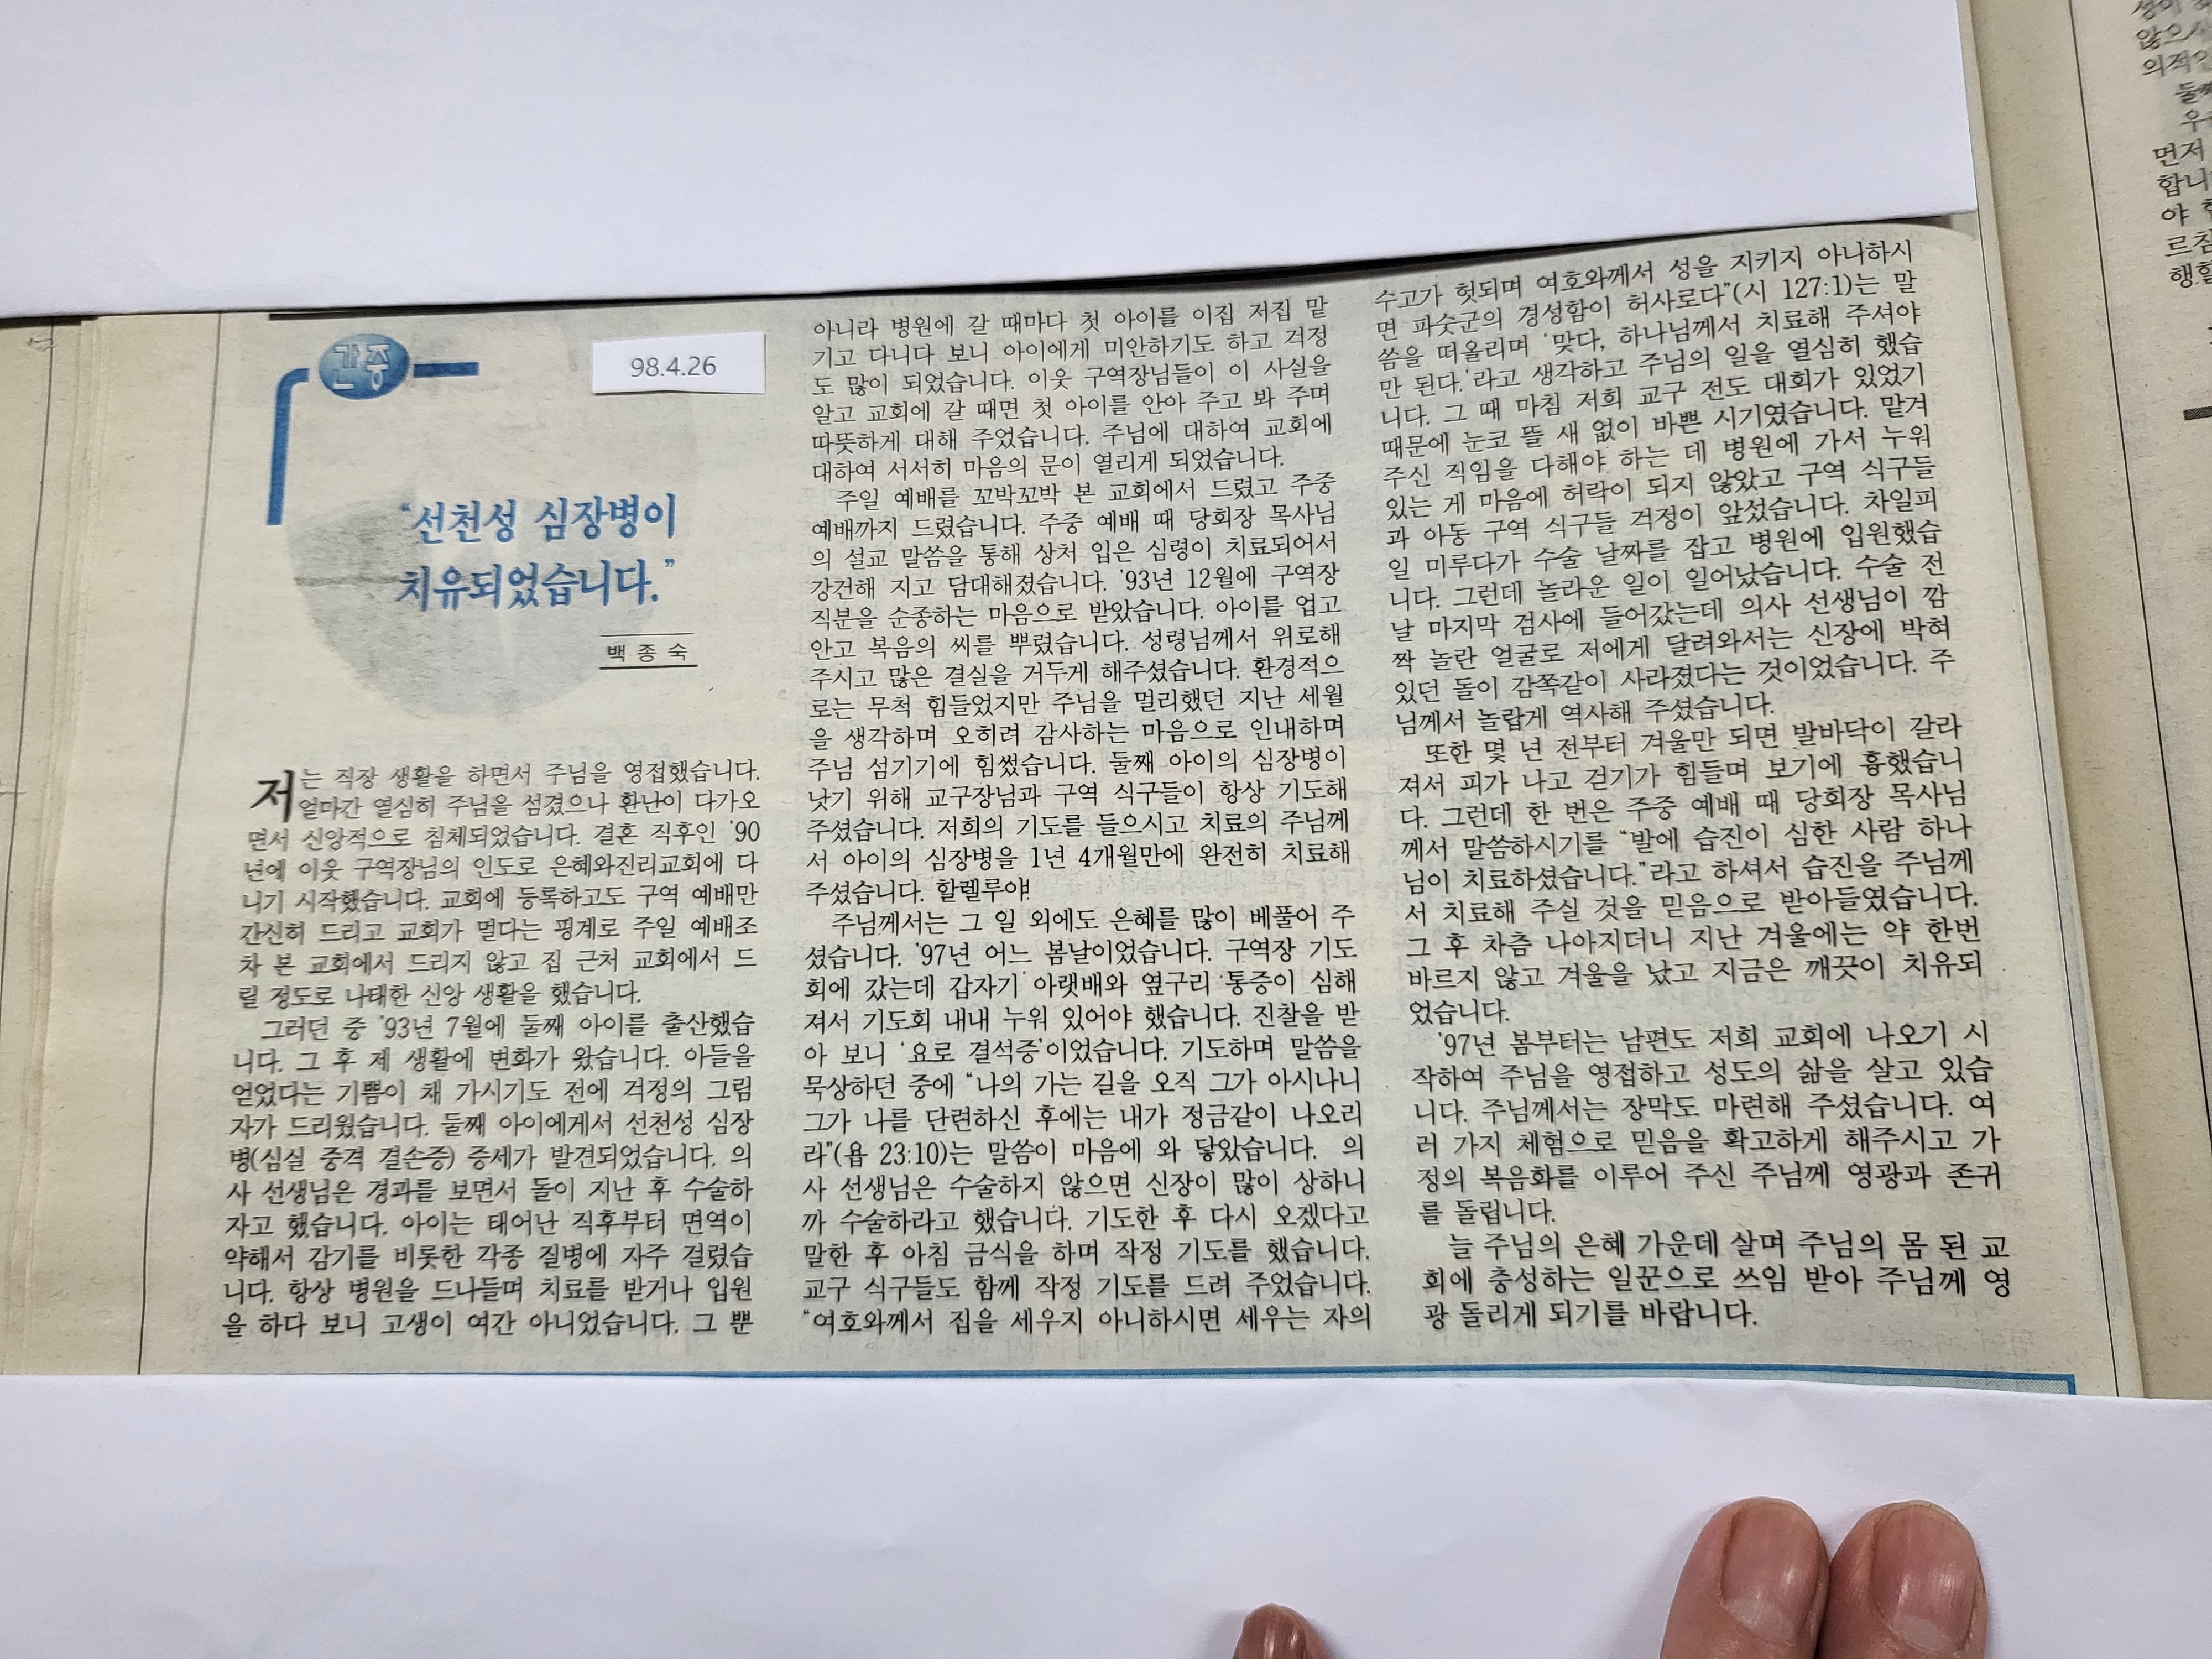 간증
98.4.26
“선천성 심장병이
치유되었습니다.”
백 종 숙
저는 직장 생활을 하면서 주님을 영접했습니다.
얼마간 열심히 주님을 섬겼으나 환난이 다가오
면서 신앙적으로 침체되었습니다. 결혼 직후인 '90
년에 이웃 구역장님의 인도로 은혜와진리교회에 다
니기 시작했습니다. 교회에 등록하고도 구역 예배만
간신히 드리고 교회가 멀다는 핑계로 주일 예배조
차 본 교회에서 드리지 않고 집 근처 교회에서 드
릴 정도로 나태한 신앙 생활을 했습니다.
그러던 중 '93년 7월에 둘째 아이를 출산했습
니다. 그 후 제 생활에 변화가 왔습니다. 아들을
얻었다는 기쁨이 채 가시기도 전에 걱정의 그림
자가 드리웠습니다. 둘째 아이에게서 선천성 심장
병(심실 중격 결손증) 증세가 발견되었습니다. 의
사 선생님은 경과를 보면서 돌이 지난 후 수술하
자고 했습니다. 아이는 태어난 직후부터 면역이
약해서 감기를 비롯한 각종 질병에 자주 걸렸습
니다. 항상 병원을 드나들며 치료를 받거나 입원
을 하다 보니 고생이 여간 아니었습니다. 그 뿐
아니라 병원에 갈 때마다 첫 아이를 이집 저집 맡
기고 다니다 보니 아이에게 미안하기도 하고 걱정
도 많이 되었습니다. 이웃 구역장님들이 이 사실을
알고 교회에 갈 때면 첫 아이를 안아 주고 봐 주며
따뜻하게 대해 주었습니다. 주님에 대하여 교회에
대하여 서서히 마음의 문이 열리게 되었습니다.
주일 예배를 꼬박꼬박 본 교회에서 드렸고 주중
예배까지 드렸습니다. 주중 예배 때 당회장 목사님
의 설교 말씀을 통해 상처 입은 심령이 치료되어서
강건해 지고 담대해졌습니다. '93년 12월에 구역장
직분을 순종하는 마음으로 받았습니다. 아이를 업고
안고 복음의 씨를 뿌렸습니다. 성령님께서 위로해
주시고 많은 결실을 거두게 해주셨습니다. 환경적으
로는 무척 힘들었지만 주님을 멀리했던 지난 세월
을 생각하며 오히려 감사하는 마음으로 인내하며
주님 섬기기에 힘썼습니다. 둘째 아이의 심장병이
낫기 위해 교구장님과 구역 식구들이 항상 기도해
주셨습니다. 저희의 기도를 들으시고 치료의 주님께
서 아이의 심장병을 1년 4개월만에 완전히 치료해
주셨습니다. 할렐루야!
주님께서는 그 일 외에도 은혜를 많이 베풀어 주
셨습니다. '97년 어느 봄날이었습니다. 구역장 기도
회에 갔는데 갑자기 아랫배와 옆구리 통증이 심해
져서 기도회 내내 누워 있어야 했습니다. 진찰을 받
아 보니 '요로 결석증'이었습니다. 기도하며 말씀을
묵상하던 중에 “나의 가는 길을 오직 그가 아시나니
그가 나를 단련하신 후에는 내가 정금같이 나오리
라”(욥 23:10)는 말씀이 마음에 와 닿았습니다. 의
사 선생님은 수술하지 않으면 신장이 많이 상하니
까 수술하라고 했습니다. 기도한 후 다시 오겠다고
말한 후 아침 금식을 하며 작정 기도를 했습니다.
교구 식구들도 함께 작정 기도를 드려 주었습니다.
“여호와께서 집을 세우지 아니하시면 세우는 자의
수고가 헛되며 여호와께서 성을 지키지 아니하시
면 파숫군의 경성함이 허사로다”(시 127:1)는 말
씀을 떠올리며 '맞다, 하나님께서 치료해 주셔야
만 된다.'라고 생각하고 주님의 일을 열심히 했습
니다. 그 때 마침 저희 교구 전도 대회가 있었기
때문에 눈코 뜰 새 없이 바쁜 시기였습니다. 맡겨
주신 직임을 다해야 하는 데 병원에 가서 누워
있는 게 마음에 허락이 되지 않았고 구역 식구들
과 아동 구역 식구들 걱정이 앞섰습니다. 차일피
일 미루다가 수술 날짜를 잡고 병원에 입원했습
니다. 그런데 놀라운 일이 일어났습니다. 수술 전
날 마지막 검사에 들어갔는데 의사 선생님이 깜
짝 놀란 얼굴로 저에게 달려와서는 신장에 박혀
있던 돌이 감쪽같이 사라졌다는 것이었습니다. 주
님께서 놀랍게 역사해 주셨습니다.
또한 몇 년 전부터 겨울만 되면 발바닥이 갈라
져서 피가 나고 걷기가 힘들며 보기에 흉했습니
다. 그런데 한 번은 주중 예배 때 당회장 목사님
께서 말씀하시기를 “발에 습진이 심한 사람 하나
님이 치료하셨습니다.”라고 하셔서 습진을 주님께
서 치료해 주실 것을 믿음으로 받아들였습니다.
그 후 차츰 나아지더니 지난 겨울에는 약 한번
바르지 않고 겨울을 났고 지금은 깨끗이 치유되
었습니다.
'97년 봄부터는 남편도 저희 교회에 나오기 시
작하여 주님을 영접하고 성도의 삶을 살고 있습
니다. 주님께서는 장막도 마련해 주셨습니다. 여
러 가지 체험으로 믿음을 확고하게 해주시고 가
정의 복음화를 이루어 주신 주님께 영광과 존귀
를 돌립니다.
늘 주님의 은혜 가운데 살며 주님의 몸 된 교
회에 충성하는 일꾼으로 쓰임 받아 주님께 영
광 돌리게 되기를 바랍니다.
않으시
의적인
먼저
합니
야
행할